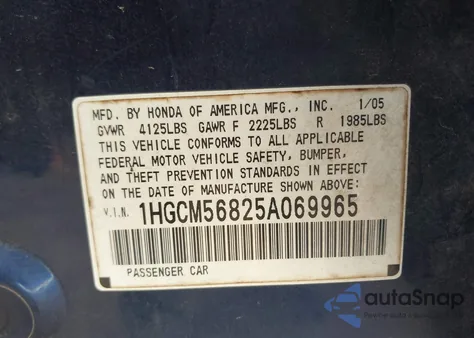 MFD. BY HONDA OF AMERICA MFG., INC. 1/05
GVWR 4125LBS GAWR F 2225LBS R 1985LBS
THIS VEHICLE CONFORMS TO ALL APPLICABLE
FEDERAL MOTOR VEHICLE SAFETY, BUMPER,
AND THEFT PREVENTION STANDARDS IN EFFECT
ON THE DATE OF MANUFACTURE SHOWN ABOVE:
V.I.N. 1HGCM56825A069965
PASSENGER CAR
autoSnap